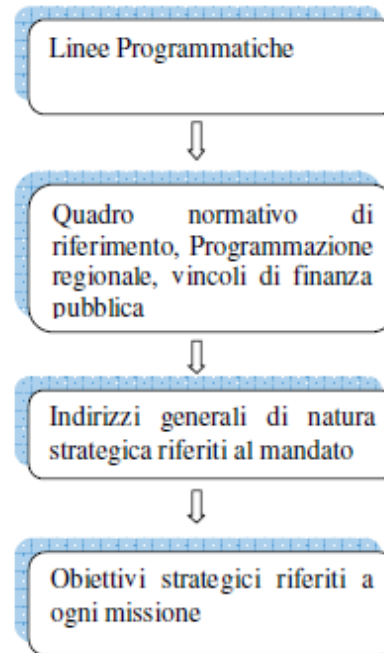 Linee Programmatiche
Quadro normativo di
riferimento, Programmazione
regionale, vincoli di finanza
pubblica
Indirizzi generali di natura
strategica riferiti al mandato
Obiettivi strategici riferiti a
ogni missione